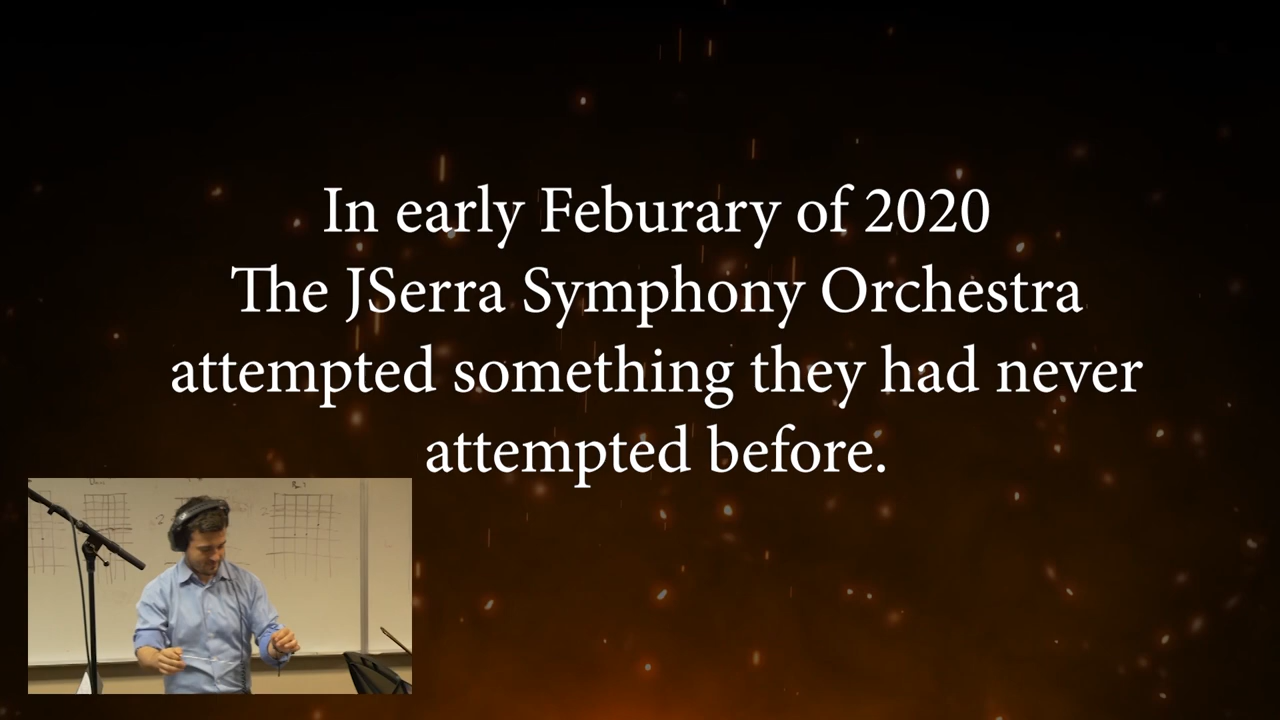 In early Feburary of 2020
The JSerra Symphony Orchestra
attempted something they had never
attempted before.